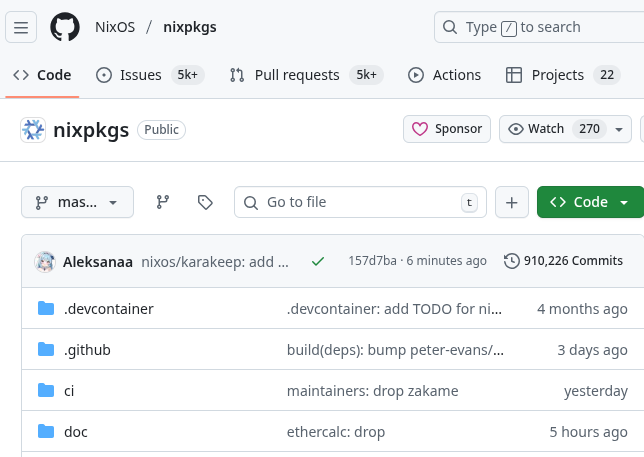 NixOS / nixpkgs Type / to search
Code Issues 5k+ Pull requests 5k+ Actions Projects 22
nixpkgs Public Sponsor Watch 270
mas... Go to file t + Code
Aleksanaa nixos/karakeep: add ... 157d7ba · 6 minutes ago 910,226 Commits
.devcontainer .devcontainer: add TODO for ni... 4 months ago
.github build(deps): bump peter-evans/... 3 days ago
ci maintainers: drop zakame yesterday
doc ethercalc: drop 5 hours ago